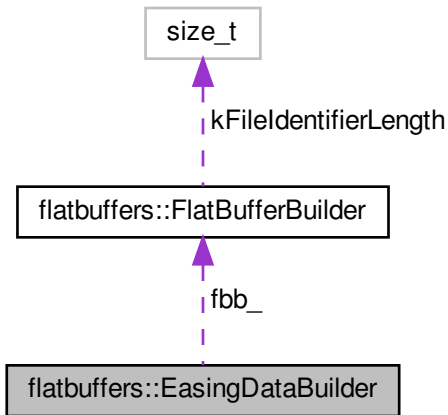 size_t
kFileIdentifierLength
flatbuffers::FlatBufferBuilder
fbb_
flatbuffers::EasingDataBuilder